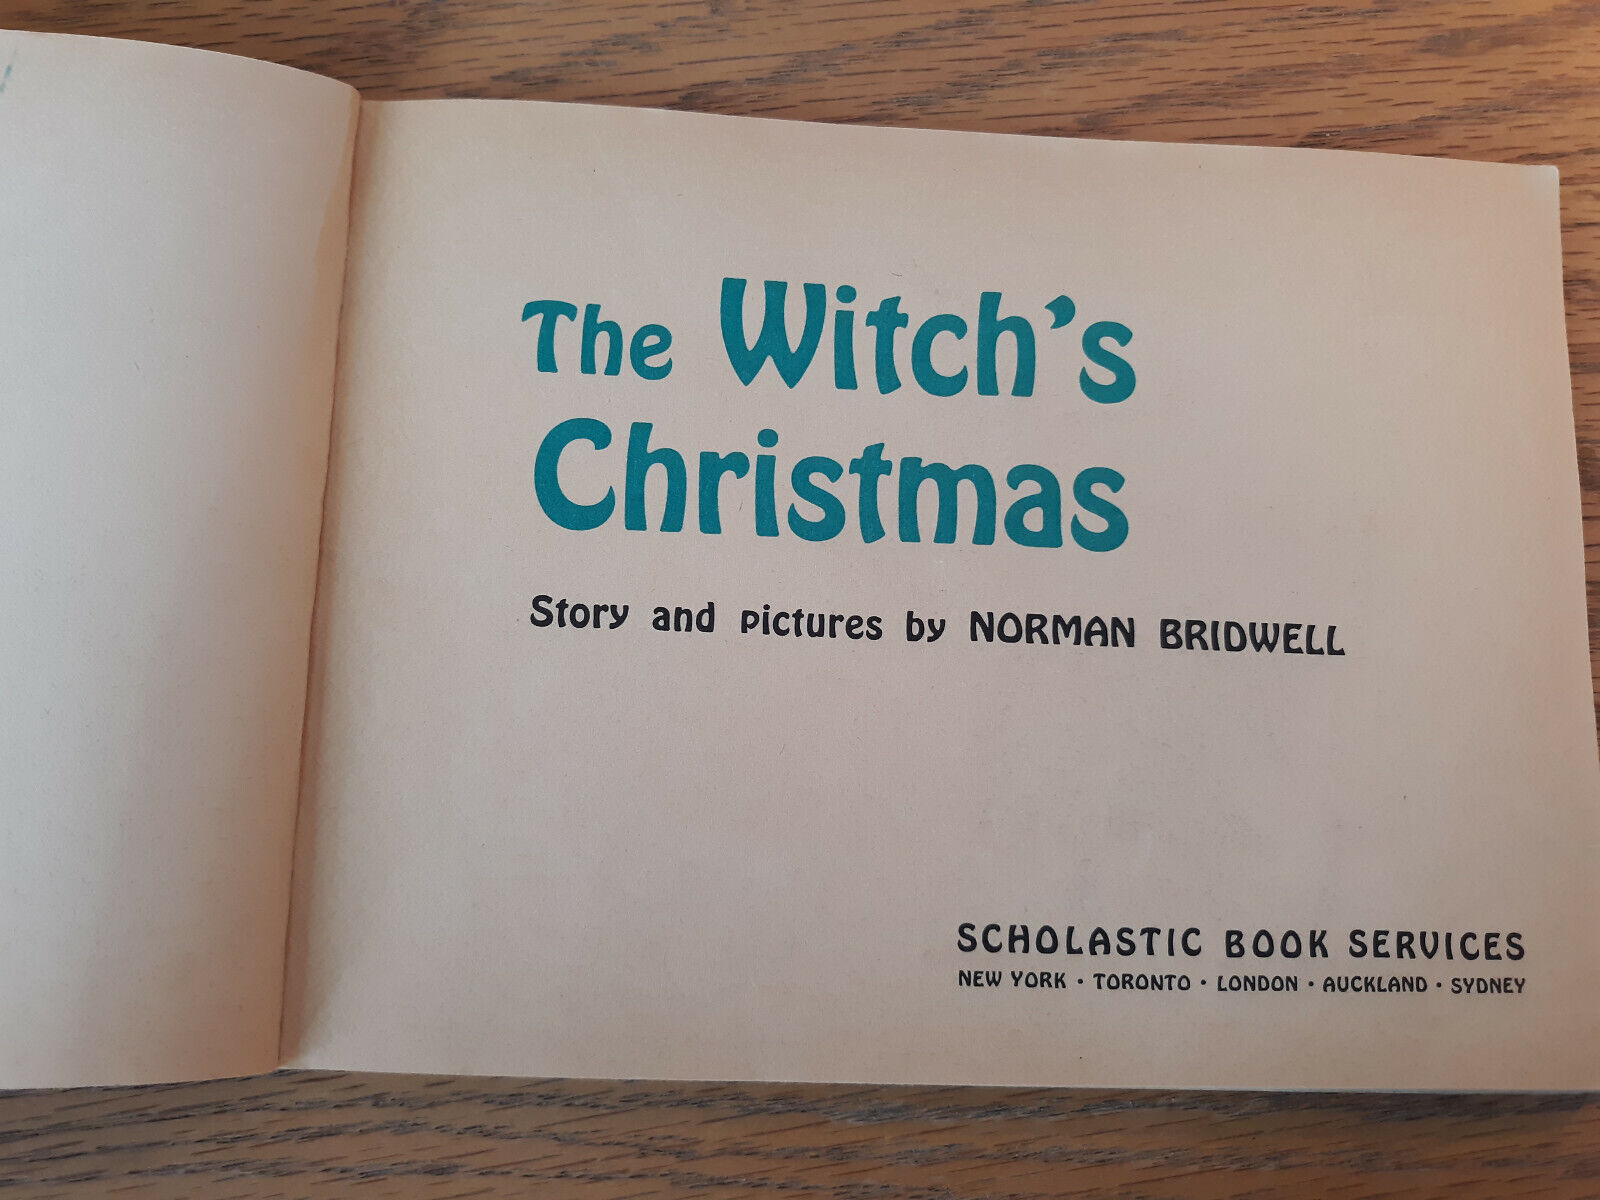 The Witch's
Christmas
Story and pictures by NORMAN BRIDWELL
SCHOLASTIC BOOK SERVICES
NEW YORK • TORONTO • LONDON • AUCKLAND • SYDNEY